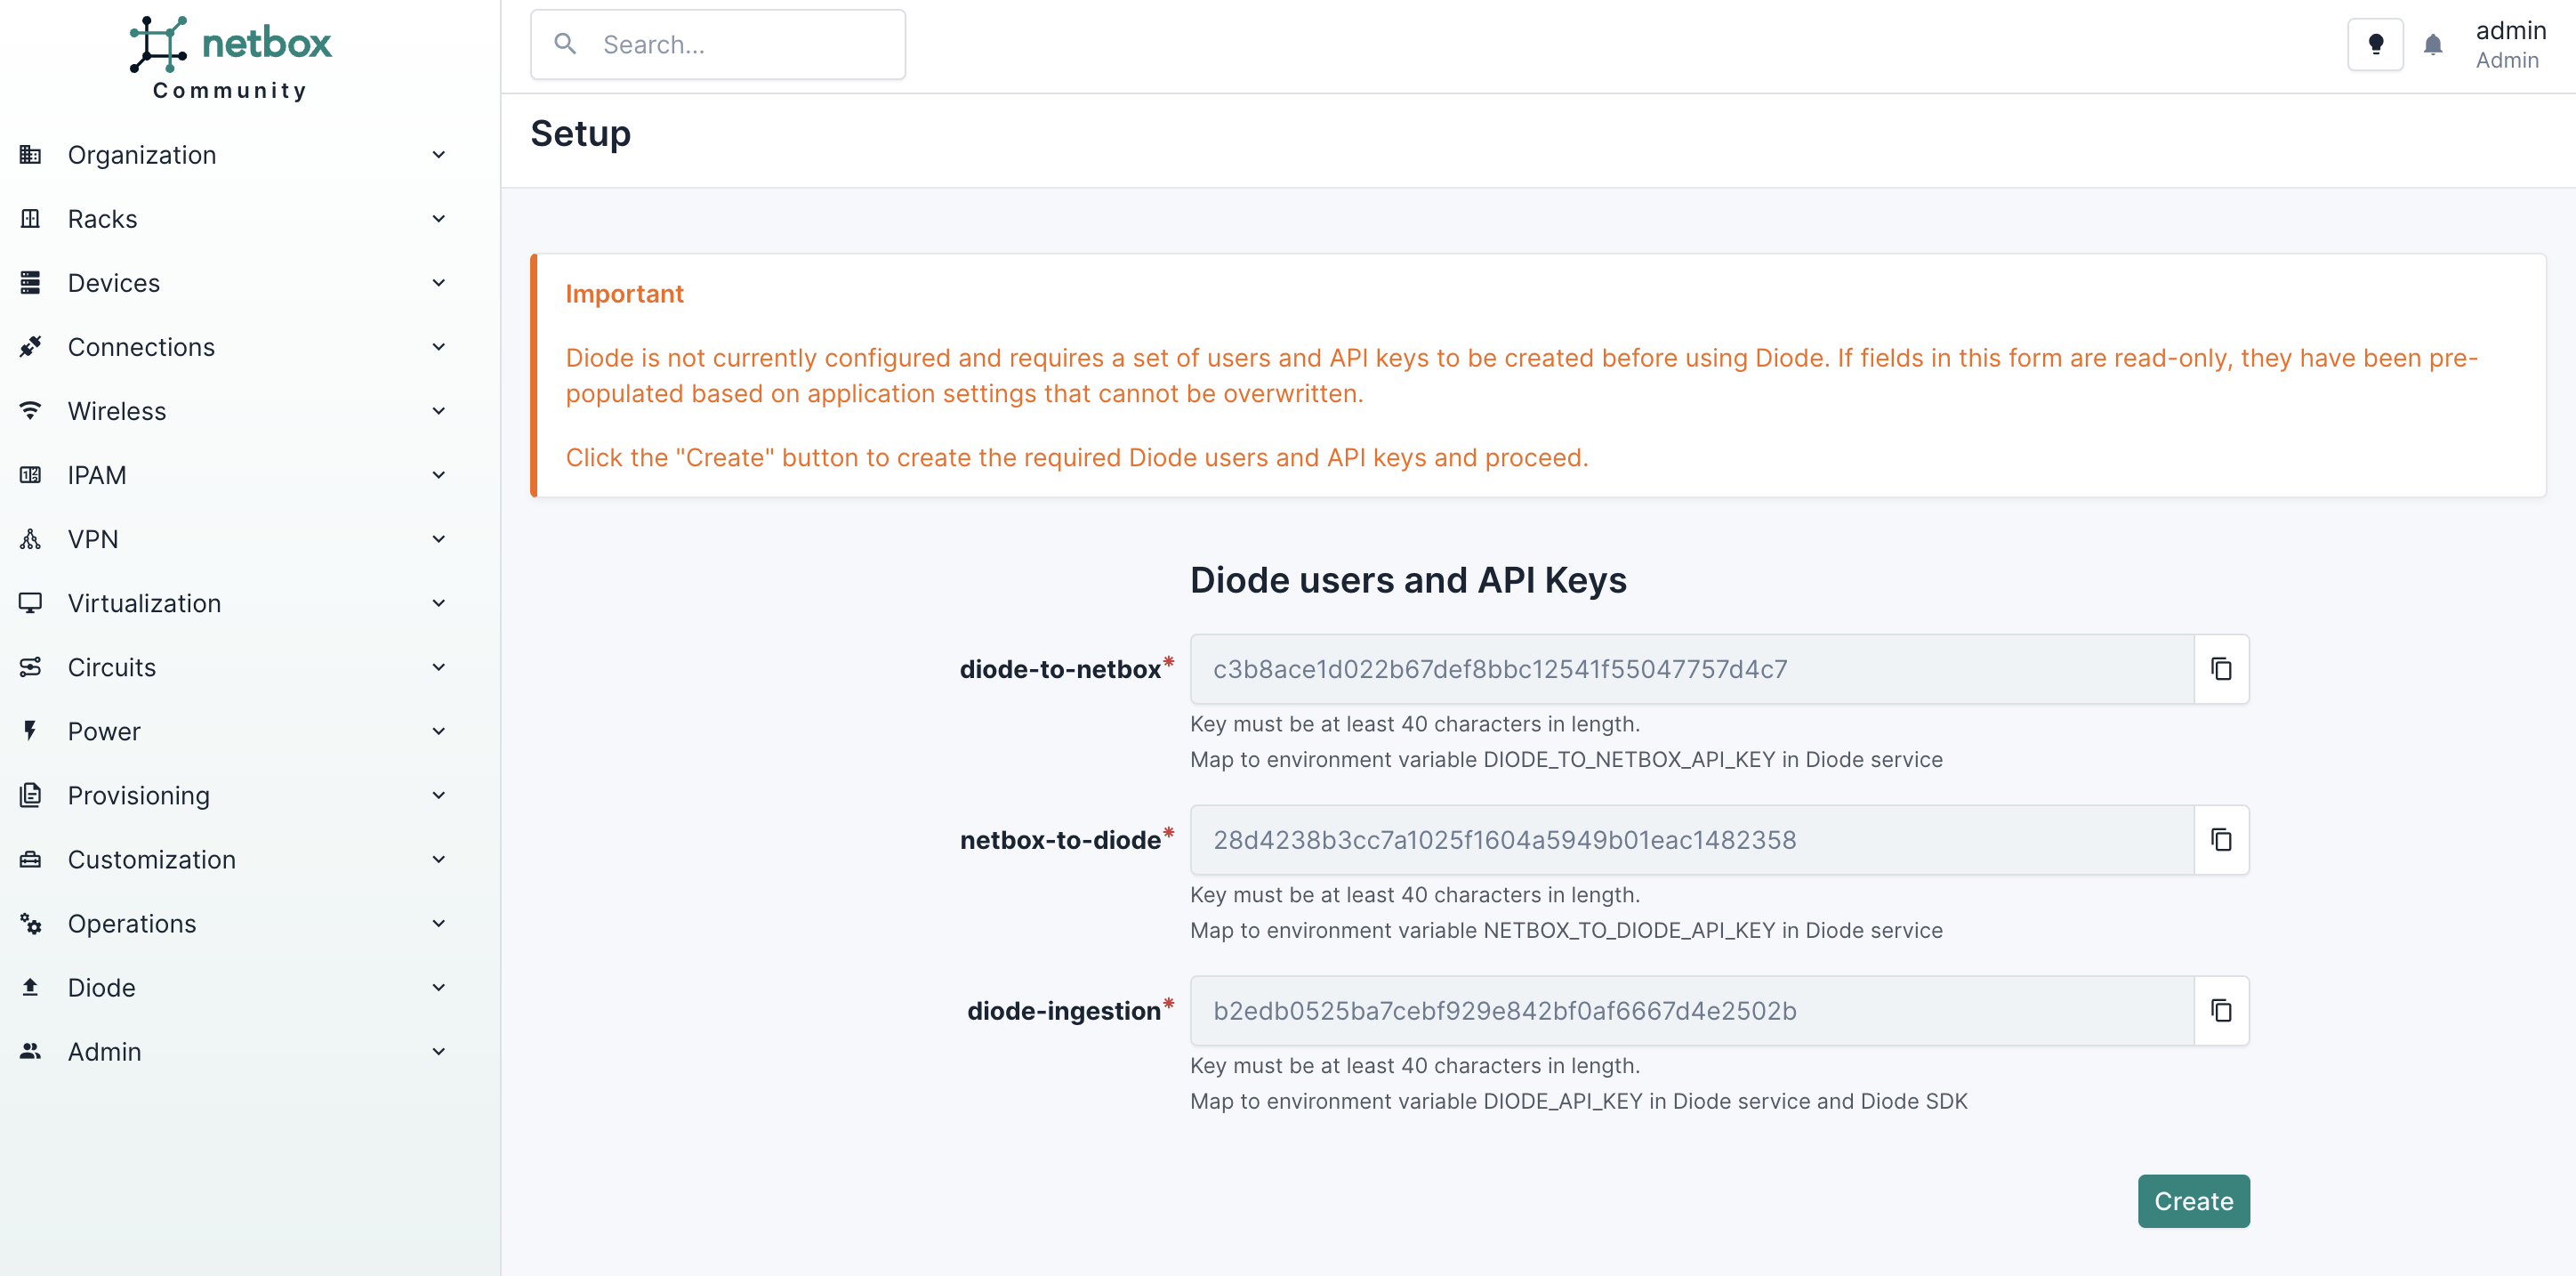 netbox
Community
Search...
admin
Admin
Organization
Racks
Devices
Connections
Wireless
IPAM
VPN
Virtualization
Circuits
Power
Provisioning
Customization
Operations
Diode
Admin
Setup
Important
Diode is not currently configured and requires a set of users and API keys to be created before using Diode. If fields in this form are read-only, they have been pre-
populated based on application settings that cannot be overwritten.
Click the "Create" button to create the required Diode users and API keys and proceed.
Diode users and API Keys
diode-to-netbox* c3b8ace1d022b67def8bbc12541f55047757d4c7
Key must be at least 40 characters in length.
Map to environment variable DIODE_TO_NETBOX_API_KEY in Diode service
netbox-to-diode* 28d4238b3cc7a1025f1604a5949b01eac1482358
Key must be at least 40 characters in length.
Map to environment variable NETBOX_TO_DIODE_API_KEY in Diode service
diode-ingestion* b2edb0525ba7cebf929e842bf0af6667d4e2502b
Key must be at least 40 characters in length.
Map to environment variable DIODE_API_KEY in Diode service and Diode SDK
Create